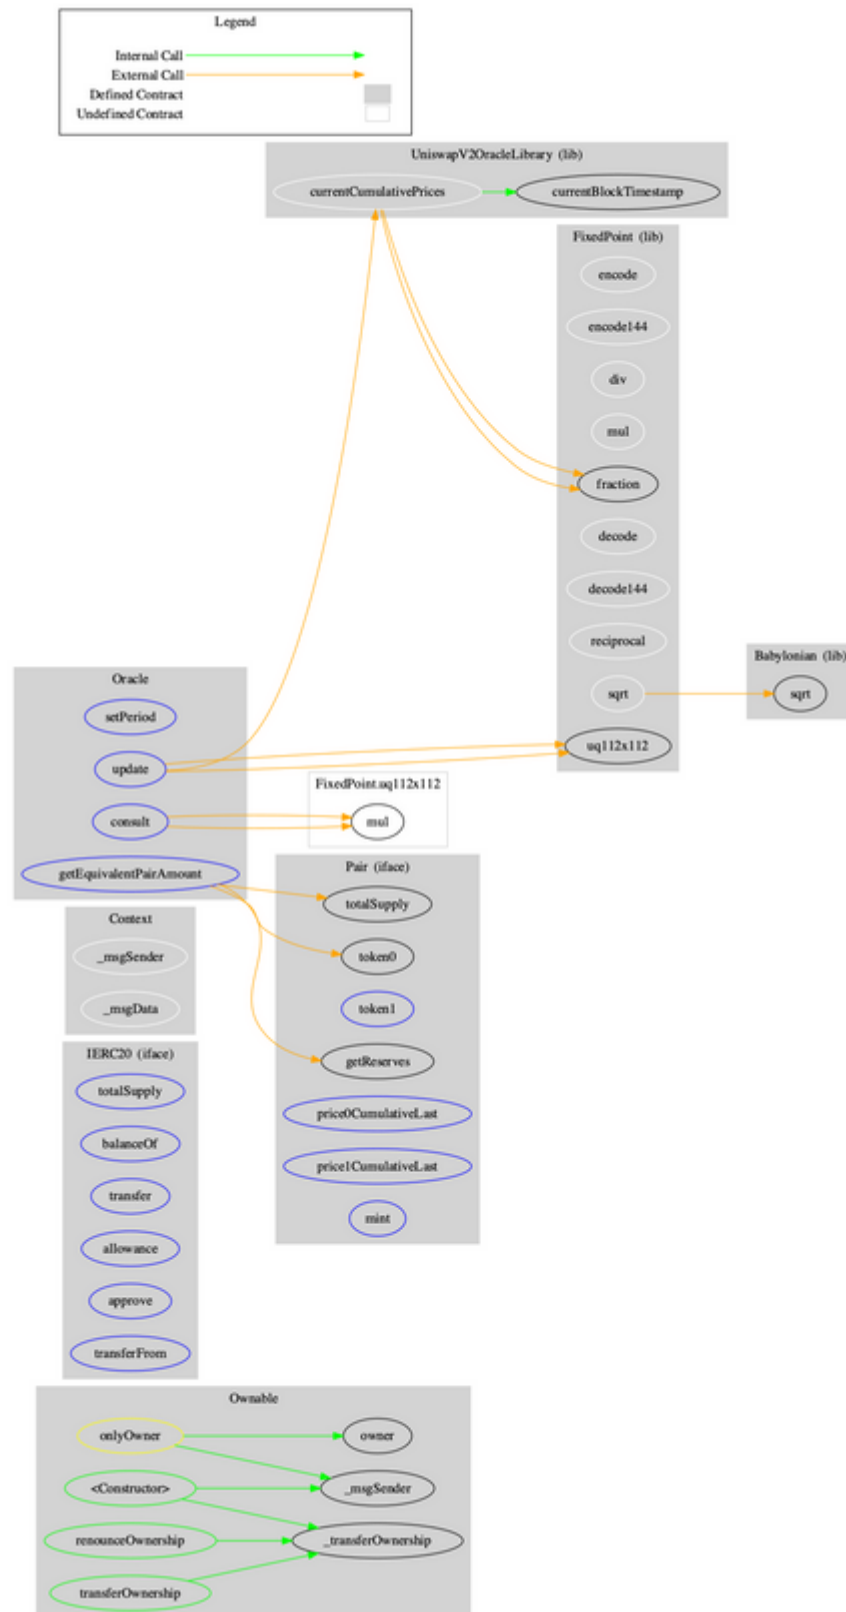 Legend
Internal Call
External Call
Defined Contract
Undefined Contract
UniswapV2OracleLibrary (lib)
currentCumulativePrices
currentBlockTimestamp
FixedPoint (lib)
encode
encode144
div
mul
fraction
decode
decode144
reciprocal
sqrt
uq112x112
Babylonian (lib)
sqrt
Oracle
setPeriod
update
consult
getEquivalentPairAmount
FixedPoint.uq112x112
mul
Pair (iface)
totalSupply
token0
token1
getReserves
price0CumulativeLast
price1CumulativeLast
mint
Context
_msgSender
_msgData
IERC20 (iface)
totalSupply
balanceOf
transfer
allowance
approve
transferFrom
Ownable
onlyOwner
owner
<Constructor>
_msgSender
renounceOwnership
_transferOwnership
transferOwnership